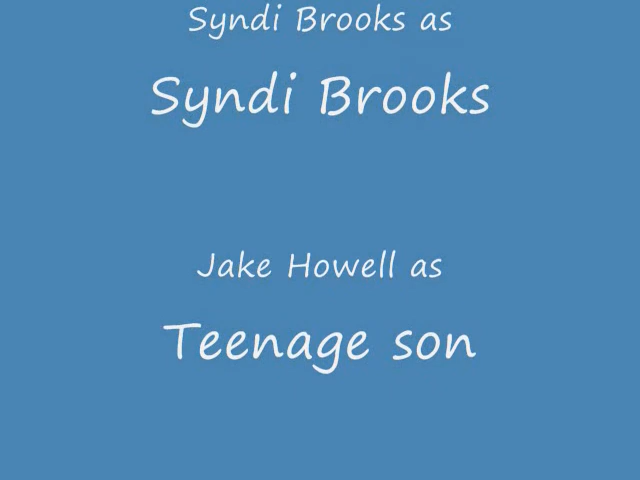 Syndi Brooks as
Syndi Brooks
Jake Howell as
Teenage son